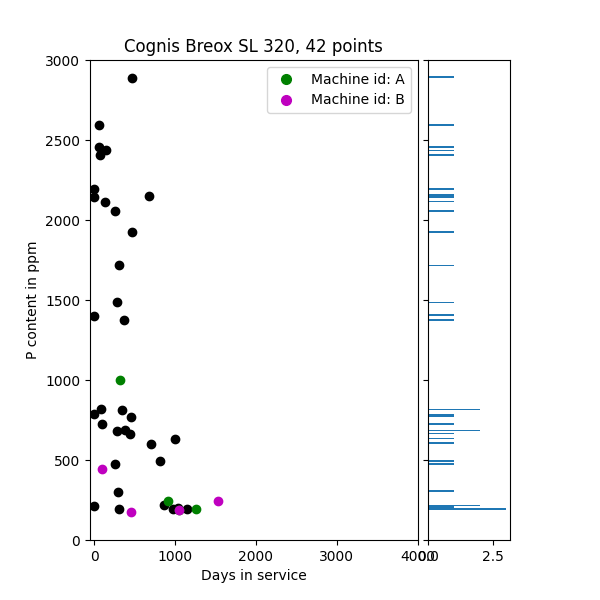 Cognis Breox SL 320, 42 points
Machine id: A
Machine id: B
P content in ppm
3000
2500
2000
1500
1000
500
0
0 1000 2000 3000 4000
0.0 2.5
Days in service